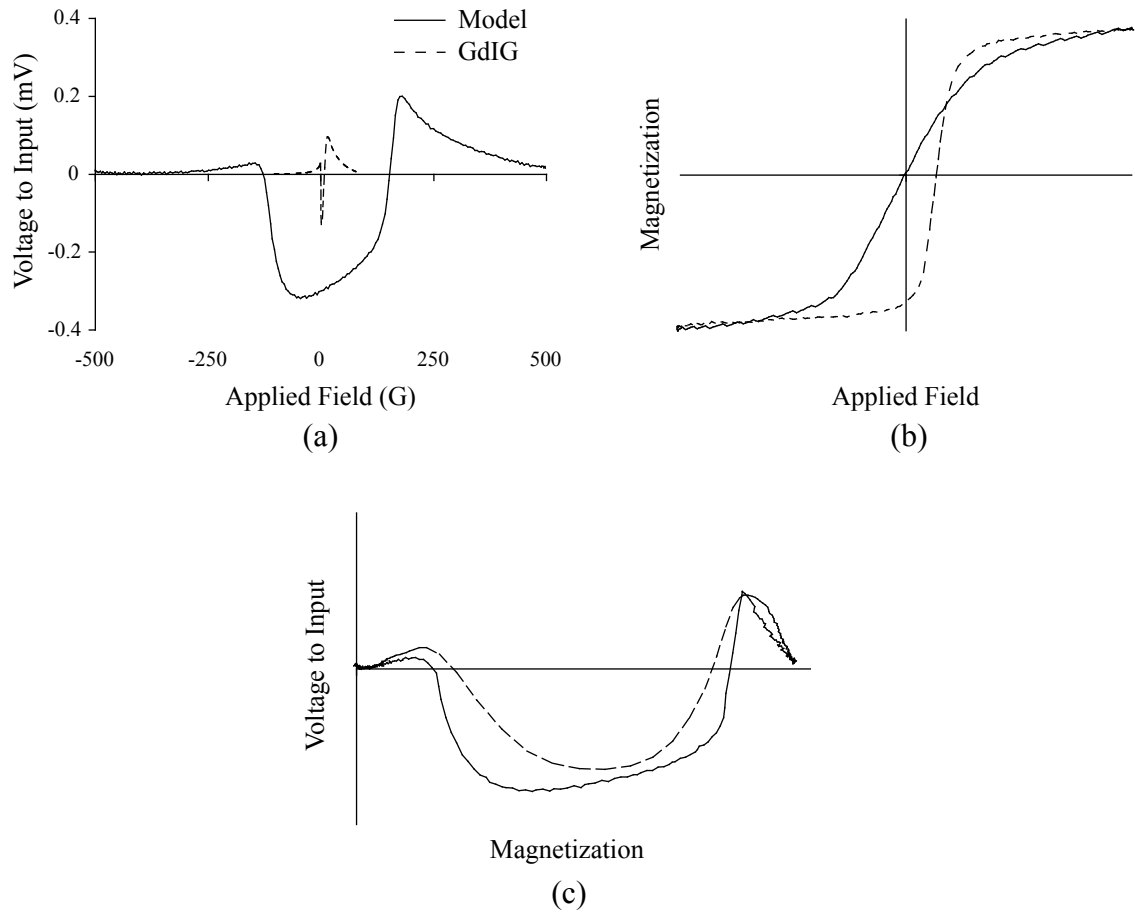 Model
GdIG
Voltage to Input (mV)
0.4
0.2
0
-0.2
-0.4
-500
-250
0
250
500
Applied Field (G)
(a)
Magnetization
Applied Field
(b)
Voltage to Input
Magnetization
(c)